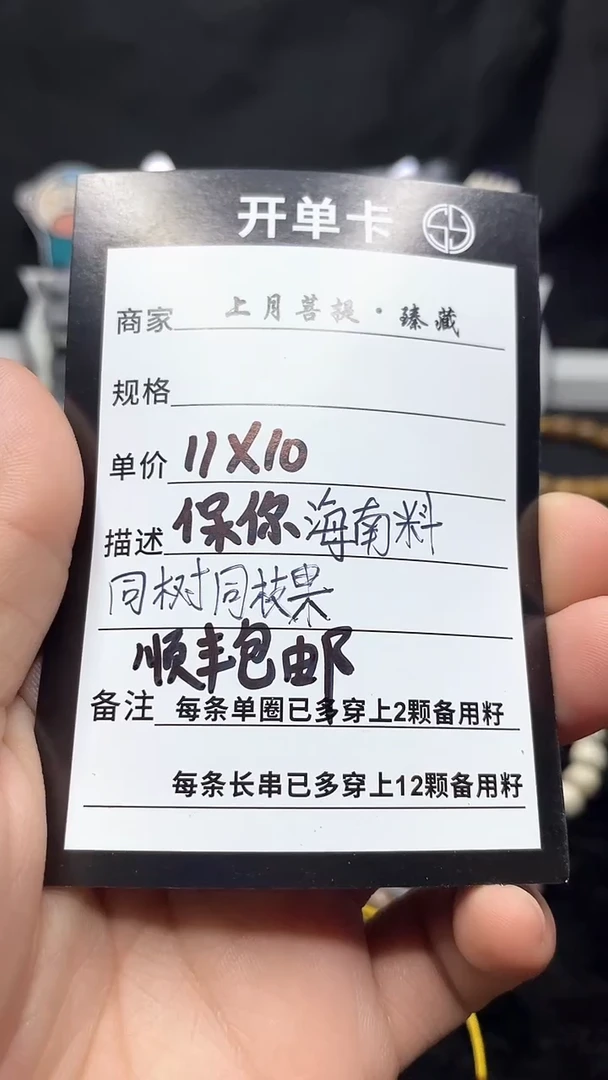 开单卡
商家 上月菩提·臻藏
规格
单价 11X10
描述 保你海南料
同树同枝果
顺丰包邮
备注 每条单圈已多穿上2颗备用籽
每条长串已多穿上12颗备用籽